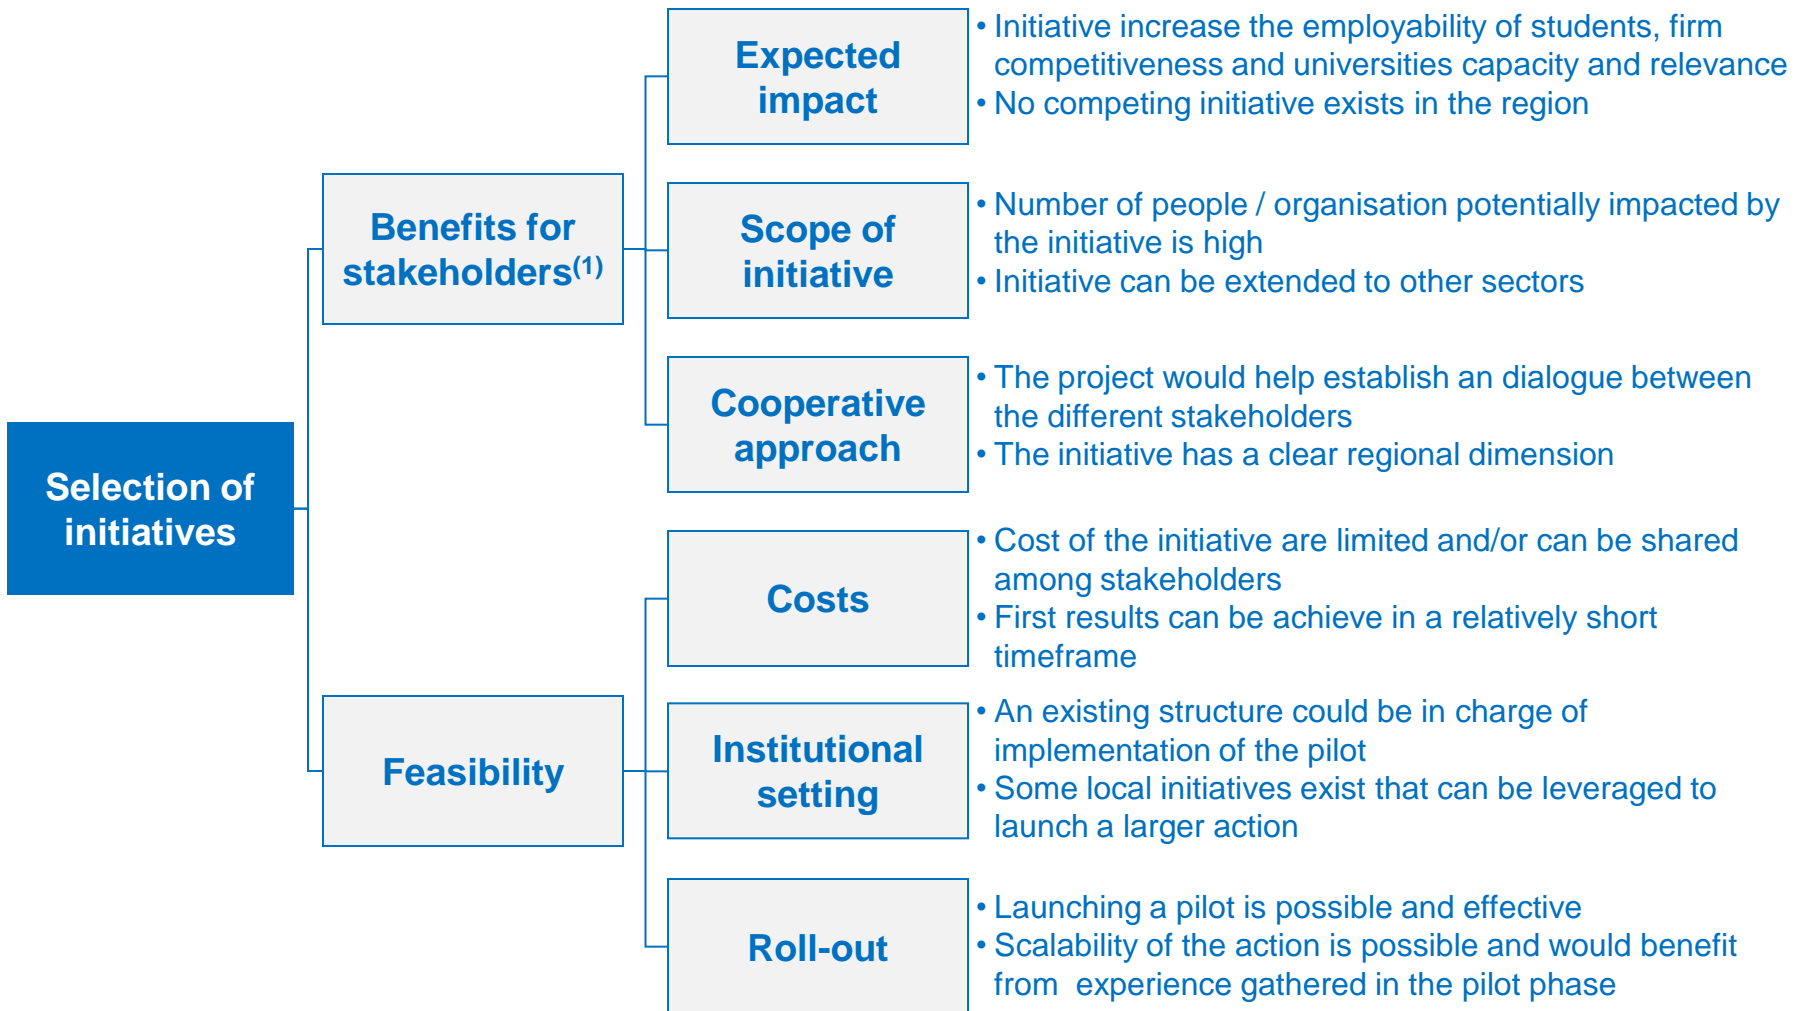 Selection of
initiatives
Benefits for
stakeholders(1)
Expected
impact
• Initiative increase the employability of students, firm
competitiveness and universities capacity and relevance
• No competing initiative exists in the region
Scope of
initiative
• Number of people / organisation potentially impacted by
the initiative is high
• Initiative can be extended to other sectors
Cooperative
approach
• The project would help establish an dialogue between
the different stakeholders
• The initiative has a clear regional dimension
Feasibility
Costs
• Cost of the initiative are limited and/or can be shared
among stakeholders
• First results can be achieve in a relatively short
timeframe
Institutional
setting
• An existing structure could be in charge of
implementation of the pilot
• Some local initiatives exist that can be leveraged to
launch a larger action
Roll-out
• Launching a pilot is possible and effective
• Scalability of the action is possible and would benefit
from  experience gathered in the pilot phase